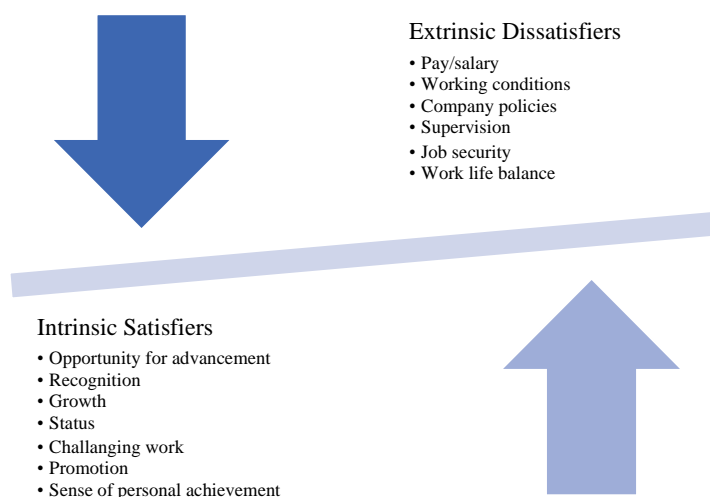 Extrinsic Dissatisfiers
• Pay/salary
• Working conditions
• Company policies
• Supervision
• Job security
• Work life balance
Intrinsic Satisfiers
• Opportunity for advancement
• Recognition
• Growth
• Status
• Challanging work
• Promotion
• Sense of personal achievement